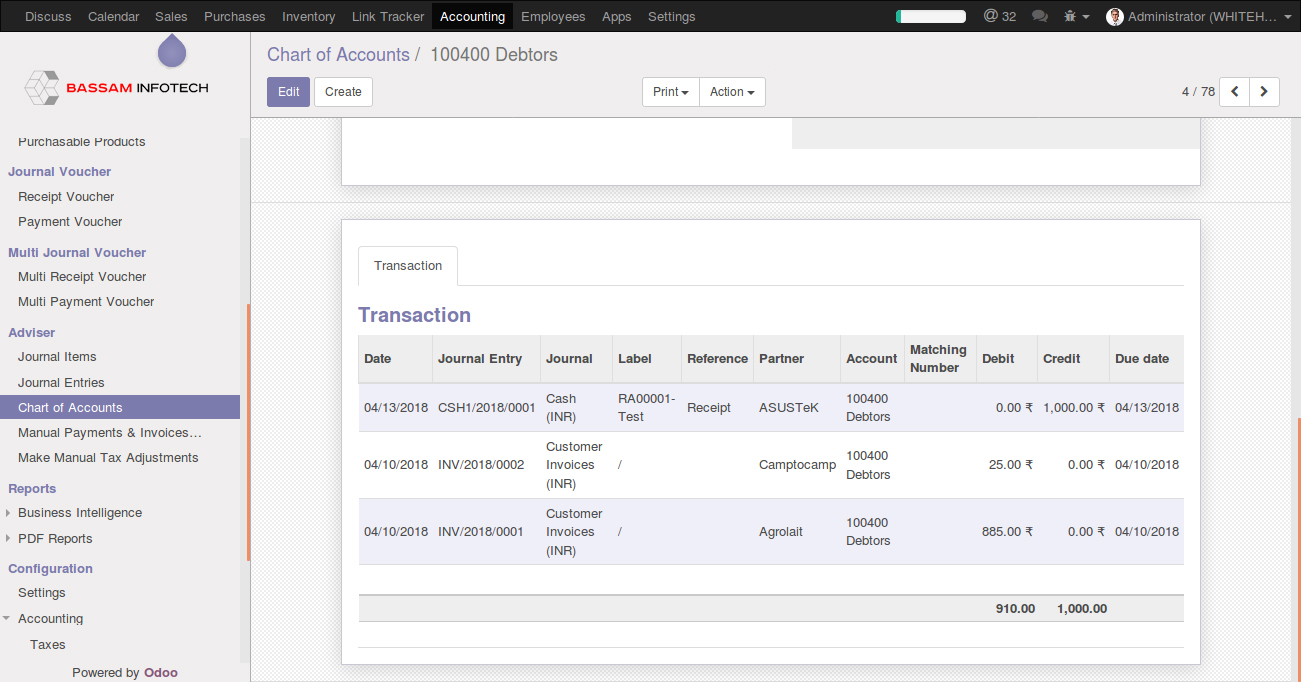 Discuss Calendar Sales Purchases Inventory Link Tracker Accounting Employees Apps Settings @ 32 Administrator (WHITEH...
BASSAM INFOTECH
Purchasable Products
Journal Voucher
Receipt Voucher
Payment Voucher
Multi Journal Voucher
Multi Receipt Voucher
Multi Payment Voucher
Adviser
Journal Items
Journal Entries
Chart of Accounts
Manual Payments & Invoices...
Make Manual Tax Adjustments
Reports
Business Intelligence
PDF Reports
Configuration
Settings
Accounting
Taxes
Powered by Odoo
Chart of Accounts / 100400 Debtors
Edit Create Print Action 4 / 78
Transaction
Transaction
Date Journal Entry Journal Label Reference Partner Account Matching Number Debit Credit Due date
04/13/2018 CSH1/2018/0001 Cash (INR) RA00001-Test Receipt ASUSTeK 100400 Debtors 0.00 ₹ 1,000.00 ₹ 04/13/2018
04/10/2018 INV/2018/0002 Customer Invoices (INR) / Camptocamp 100400 Debtors 25.00 ₹ 0.00 ₹ 04/10/2018
04/10/2018 INV/2018/0001 Customer Invoices (INR) / Agrolait 100400 Debtors 885.00 ₹ 0.00 ₹ 04/10/2018
910.00 1,000.00